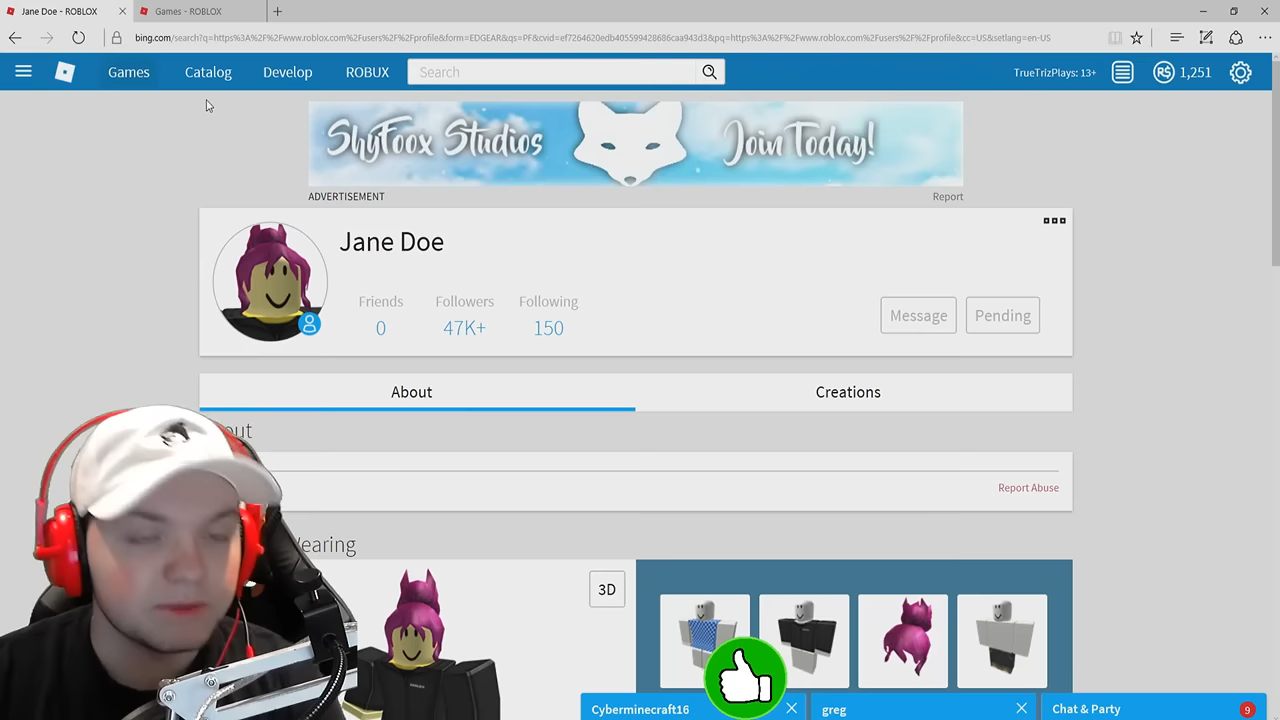 Jane Doe - ROBLOX
Games - ROBLOX
bing.com/search?q=https%3A%2F%2Fwww.roblox.com%2Fusers%2F%2Fprofile&form=EDGEAR&qs=PF&cvid=ef7264620edb405599428686caa943d3&pq=https%3A%2F%2Fwww.roblox.com%2Fusers%2F%2Fprofile&cc=US&setlang=en-US
Games Catalog Develop ROBUX Search TrueTrizPlays: 13+ R$ 1,251
ShyFoox Studios Join Today!
ADVERTISEMENT Report
Jane Doe
Friends Followers Following
0 47K+ 150
Message Pending
About Creations
out
Report Abuse
Wearing
3D
Cyberminecraft16 greg Chat & Party 9